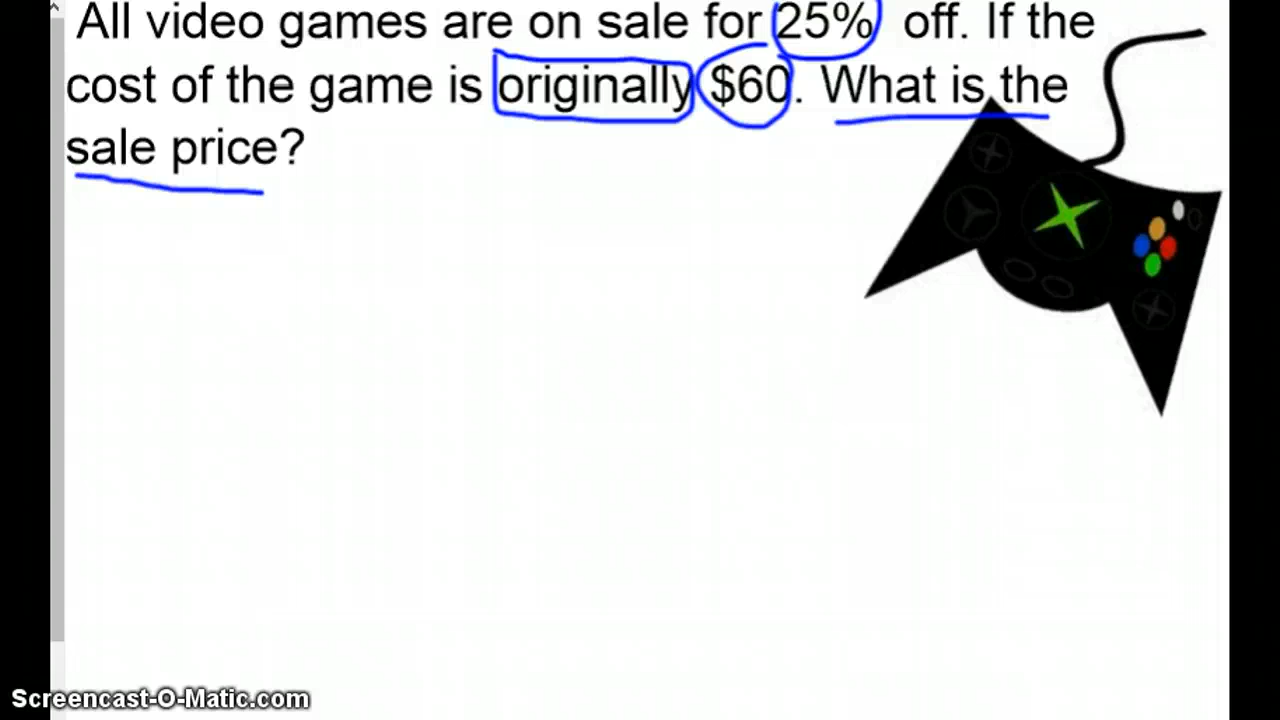 All video games are on sale for 25% off. If the
cost of the game is originally $60. What is the
sale price?
Screencast-O-Matic.com